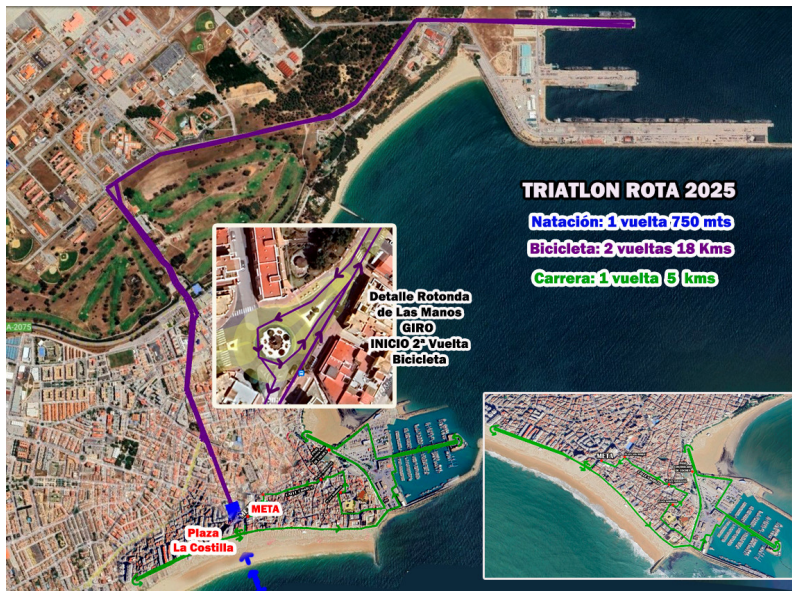 TRIATLON ROTA 2025
Natación: 1 vuelta 750 mts
Bicicleta: 2 vueltas 18 Kms
Carrera: 1 vuelta 5 kms
Detalle Rotonda
de Las Manos
GIRO
INICIO 2ª Vuelta
Bicicleta
A-2075
META
Plaza
La Costilla
META